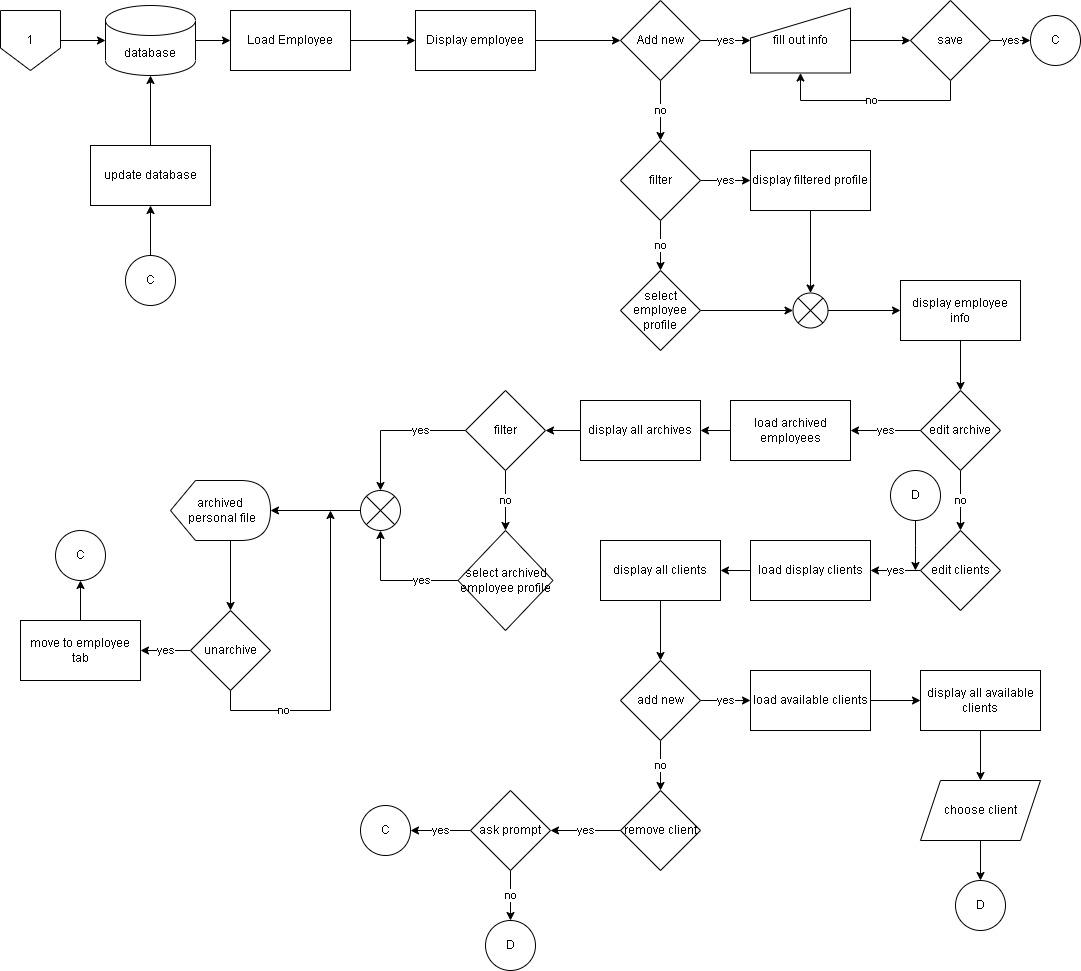 1
database
Load Employee
Display employee
Add new
yes
fill out info
save
yes
C
no
no
update database
filter
yes
display filtered profile
no
C
select
employee
profile
display employee
info
filter
yes
display all archives
load archived
employees
yes
edit archive
no
no
archived
personal file
D
C
select archived
employee profile
yes
display all clients
load display clients
yes
edit clients
move to employee
tab
yes
unarchive
no
add new
yes
load available clients
display all available
clients
no
choose client
C
yes
ask prompt
yes
remove client
no
D
D